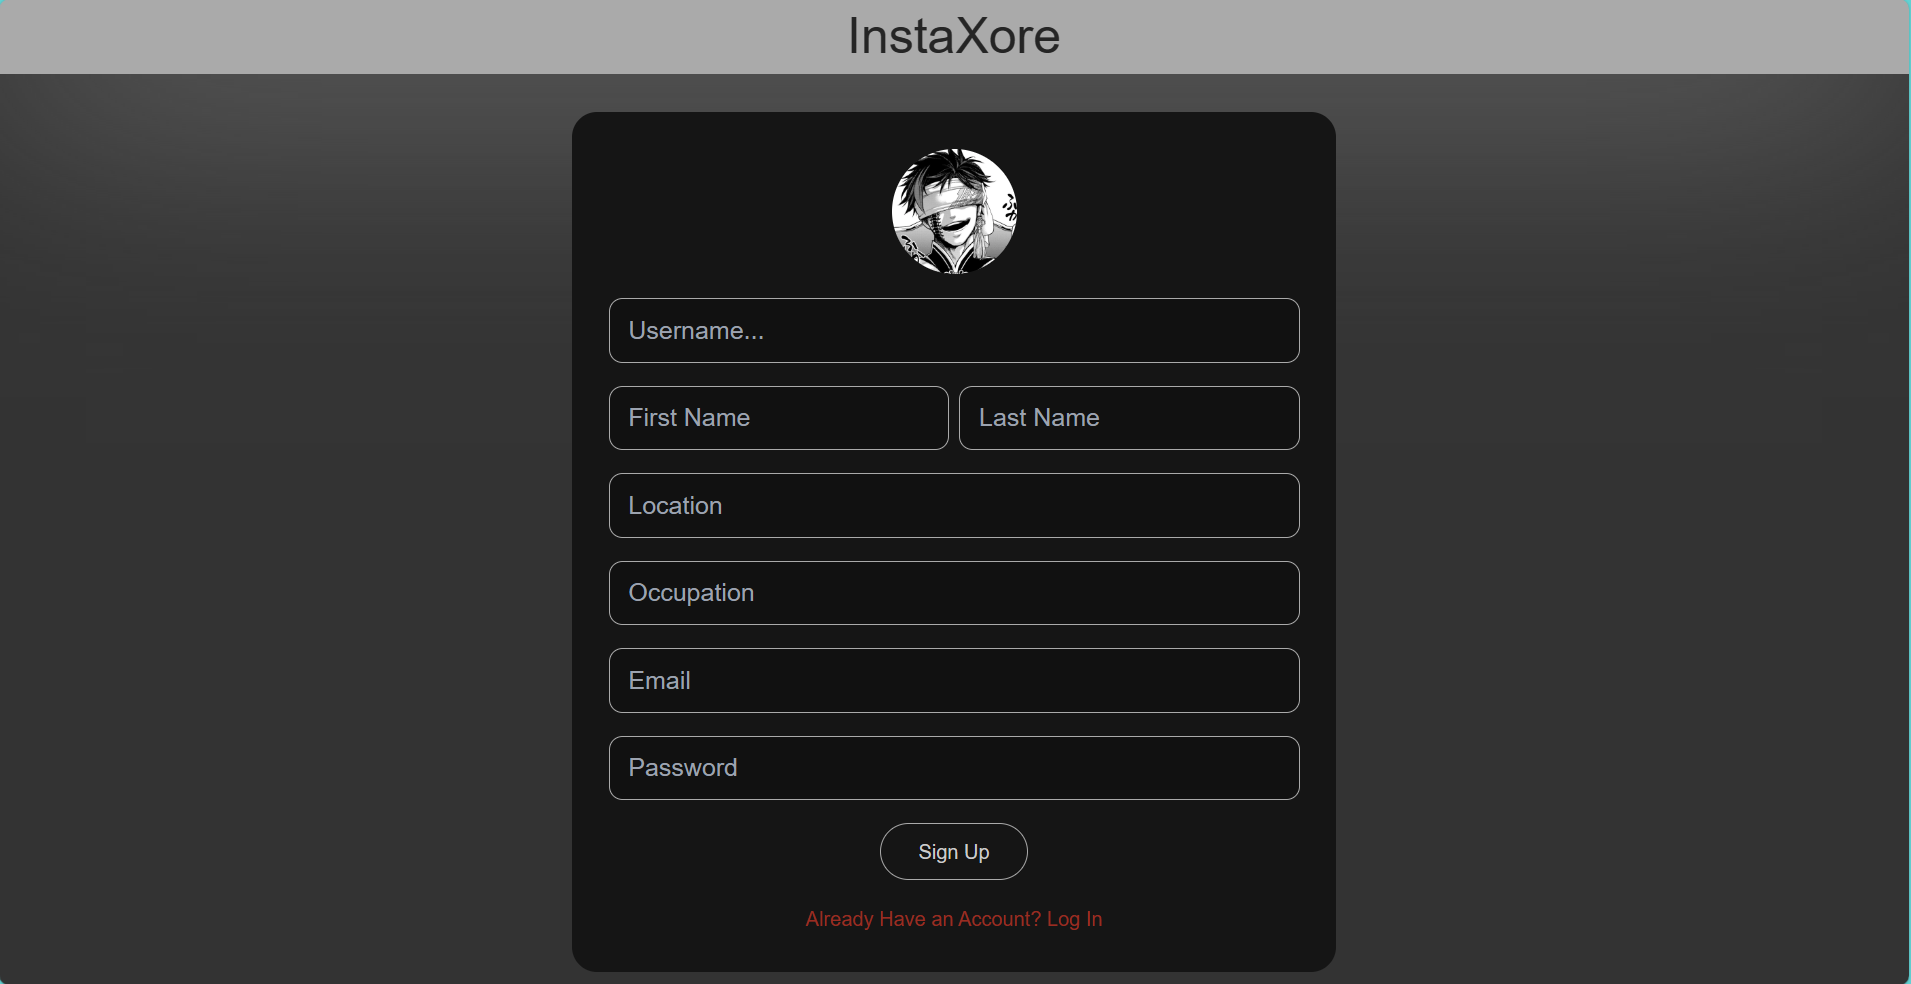 InstaXore
Username...
First Name
Last Name
Location
Occupation
Email
Password
Sign Up
Already Have an Account? Log In